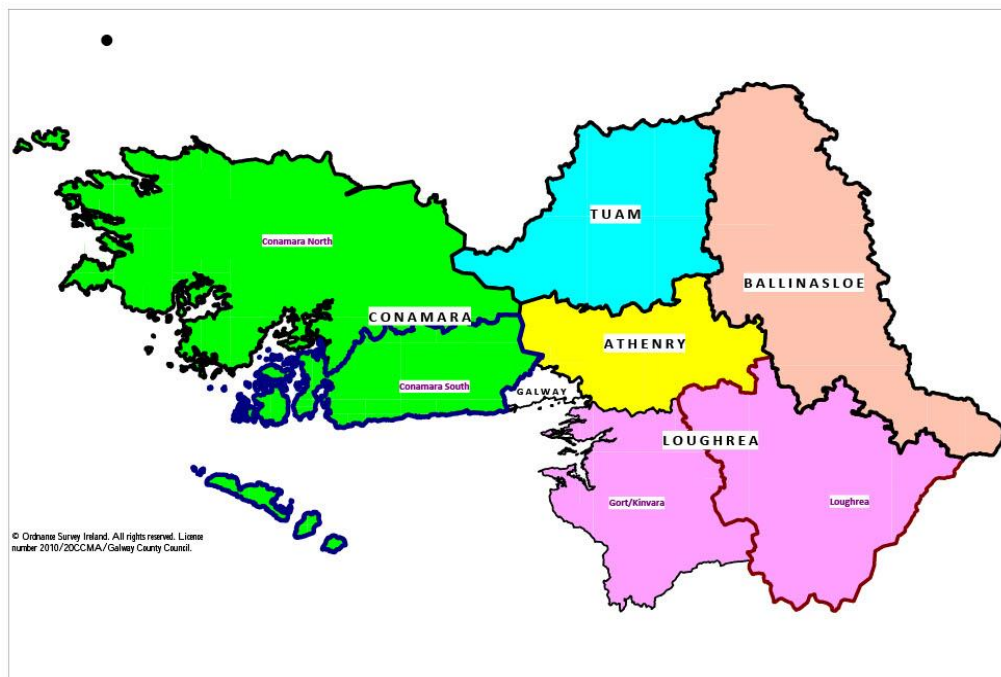 TUAM
Conamara North
BALLINASLOE
CONAMARA
ATHENRY
Conamara South
GALWAY
LOUGHREA
Gort/Kinvara
Loughrea
© Ordnance Survey Ireland. All rights reserved. License
number 2010/20CCMA/Galway County Council.